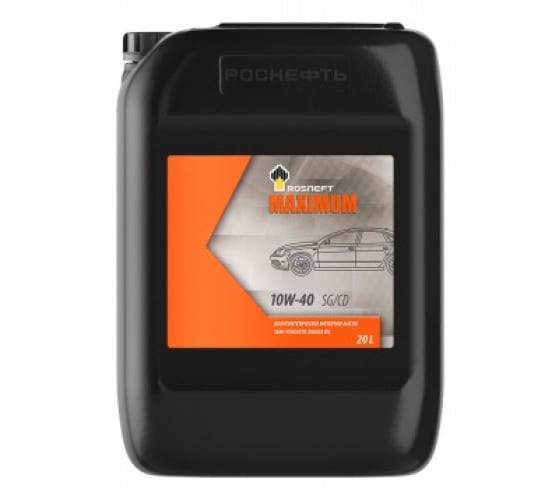 РОСНЕФТЬ
ROSNEFT
MAXIMUM
10W-40 SG/CD
ПОЛУСИНТЕТИЧЕСКОЕ МОТОРНОЕ МАСЛО
SEMI-SYNTHETIC ENGINE OIL
20 L